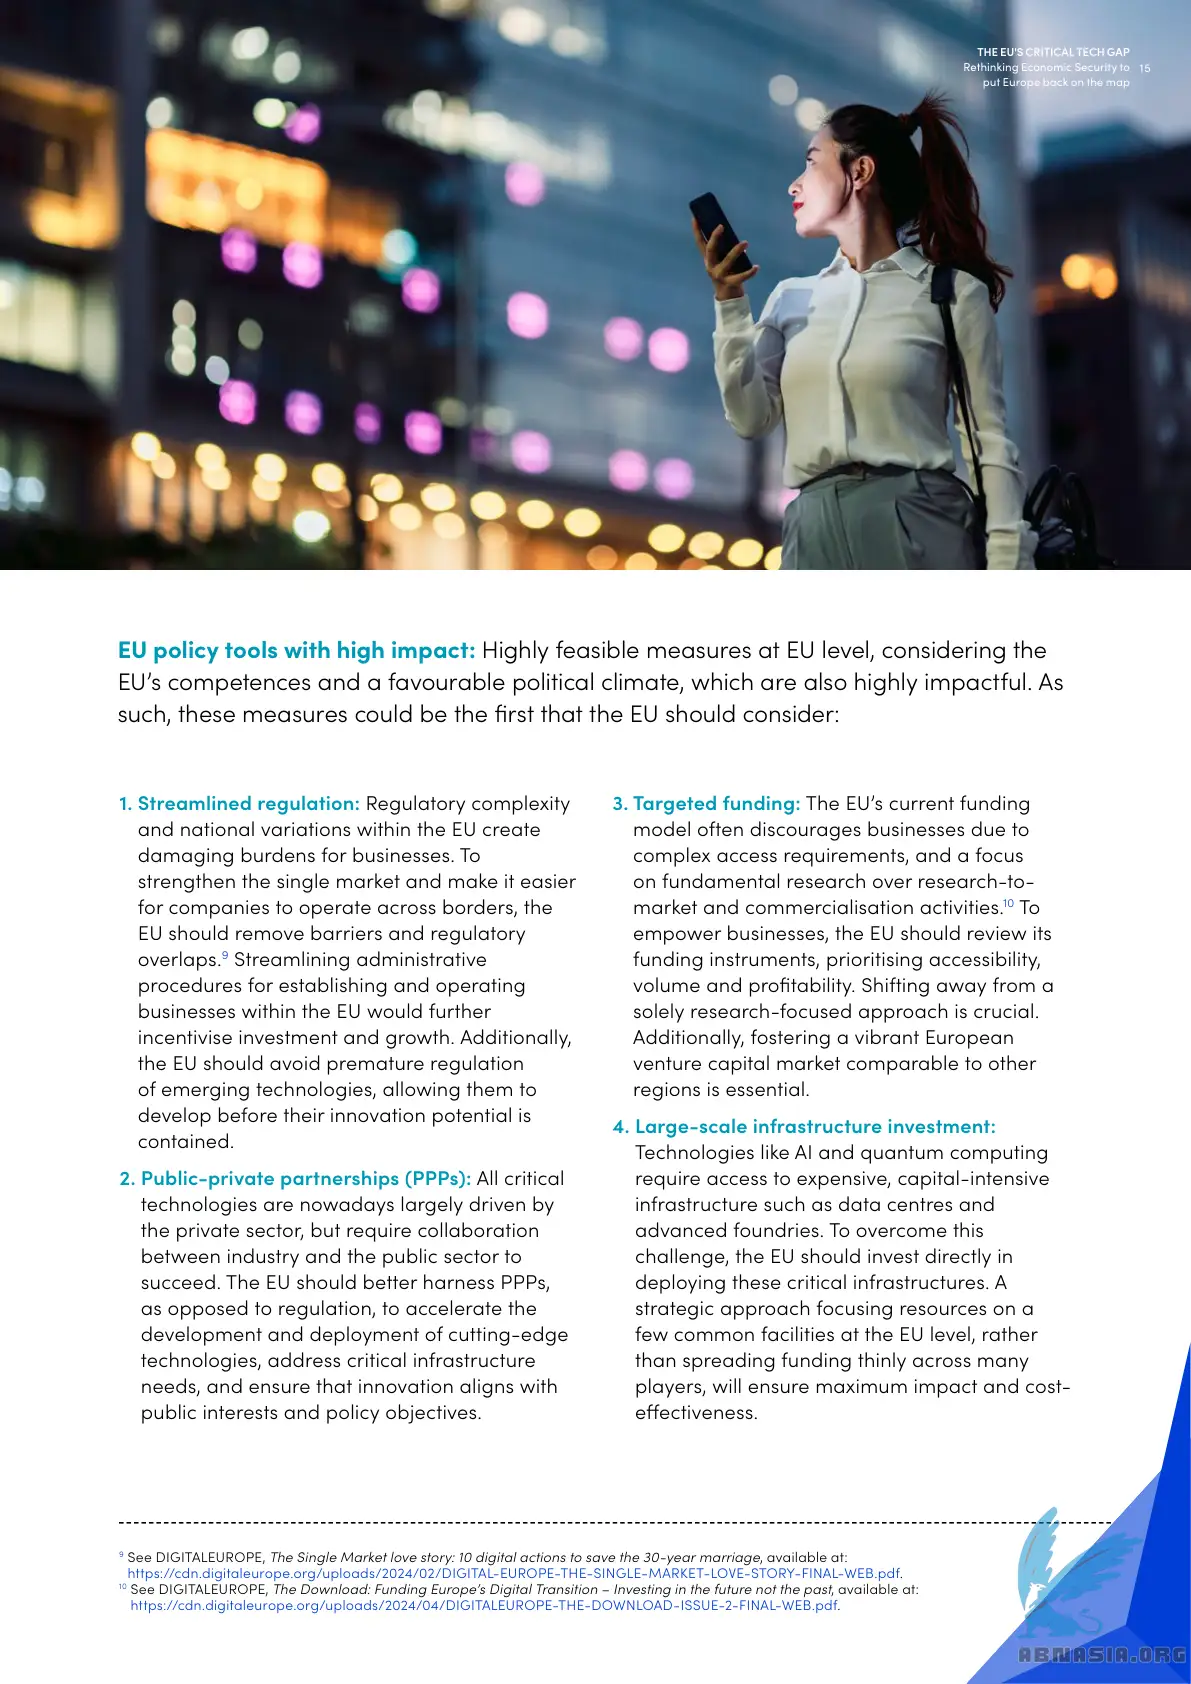 THE EU'S CRITICAL TECH GAP
Rethinking Economic Security to
put Europe back on the map
15
EU policy tools with high impact: Highly feasible measures at EU level, considering the
EU's competences and a favourable political climate, which are also highly impactful. As
such, these measures could be the first that the EU should consider:
1. Streamlined regulation: Regulatory complexity
and national variations within the EU create
damaging burdens for businesses. To
strengthen the single market and make it easier
for companies to operate across borders, the
EU should remove barriers and regulatory
overlaps.9 Streamlining administrative
procedures for establishing and operating
businesses within the EU would further
incentivise investment and growth. Additionally,
the EU should avoid premature regulation
of emerging technologies, allowing them to
develop before their innovation potential is
contained.
2. Public-private partnerships (PPPs): All critical
technologies are nowadays largely driven by
the private sector, but require collaboration
between industry and the public sector to
succeed. The EU should better harness PPPs,
as opposed to regulation, to accelerate the
development and deployment of cutting-edge
technologies, address critical infrastructure
needs, and ensure that innovation aligns with
public interests and policy objectives.
3. Targeted funding: The EU's current funding
model often discourages businesses due to
complex access requirements, and a focus
on fundamental research over research-to-
market and commercialisation activities.10 To
empower businesses, the EU should review its
funding instruments, prioritising accessibility,
volume and profitability. Shifting away from a
solely research-focused approach is crucial.
Additionally, fostering a vibrant European
venture capital market comparable to other
regions is essential.
4. Large-scale infrastructure investment:
Technologies like AI and quantum computing
require access to expensive, capital-intensive
infrastructure such as data centres and
advanced foundries. To overcome this
challenge, the EU should invest directly in
deploying these critical infrastructures. A
strategic approach focusing resources on a
few common facilities at the EU level, rather
than spreading funding thinly across many
players, will ensure maximum impact and cost-
effectiveness.
9 See DIGITALEUROPE, The Single Market love story: 10 digital actions to save the 30-year marriage, available at:
https://cdn.digitaleurope.org/uploads/2024/02/DIGITAL-EUROPE-THE-SINGLE-MARKET-LOVE-STORY-FINAL-WEB.pdf.
10 See DIGITALEUROPE, The Download: Funding Europe's Digital Transition – Investing in the future not the past, available at:
https://cdn.digitaleurope.org/uploads/2024/04/DIGITALEUROPE-THE-DOWNLOAD-ISSUE-2-FINAL-WEB.pdf.
ABNASIA.ORG